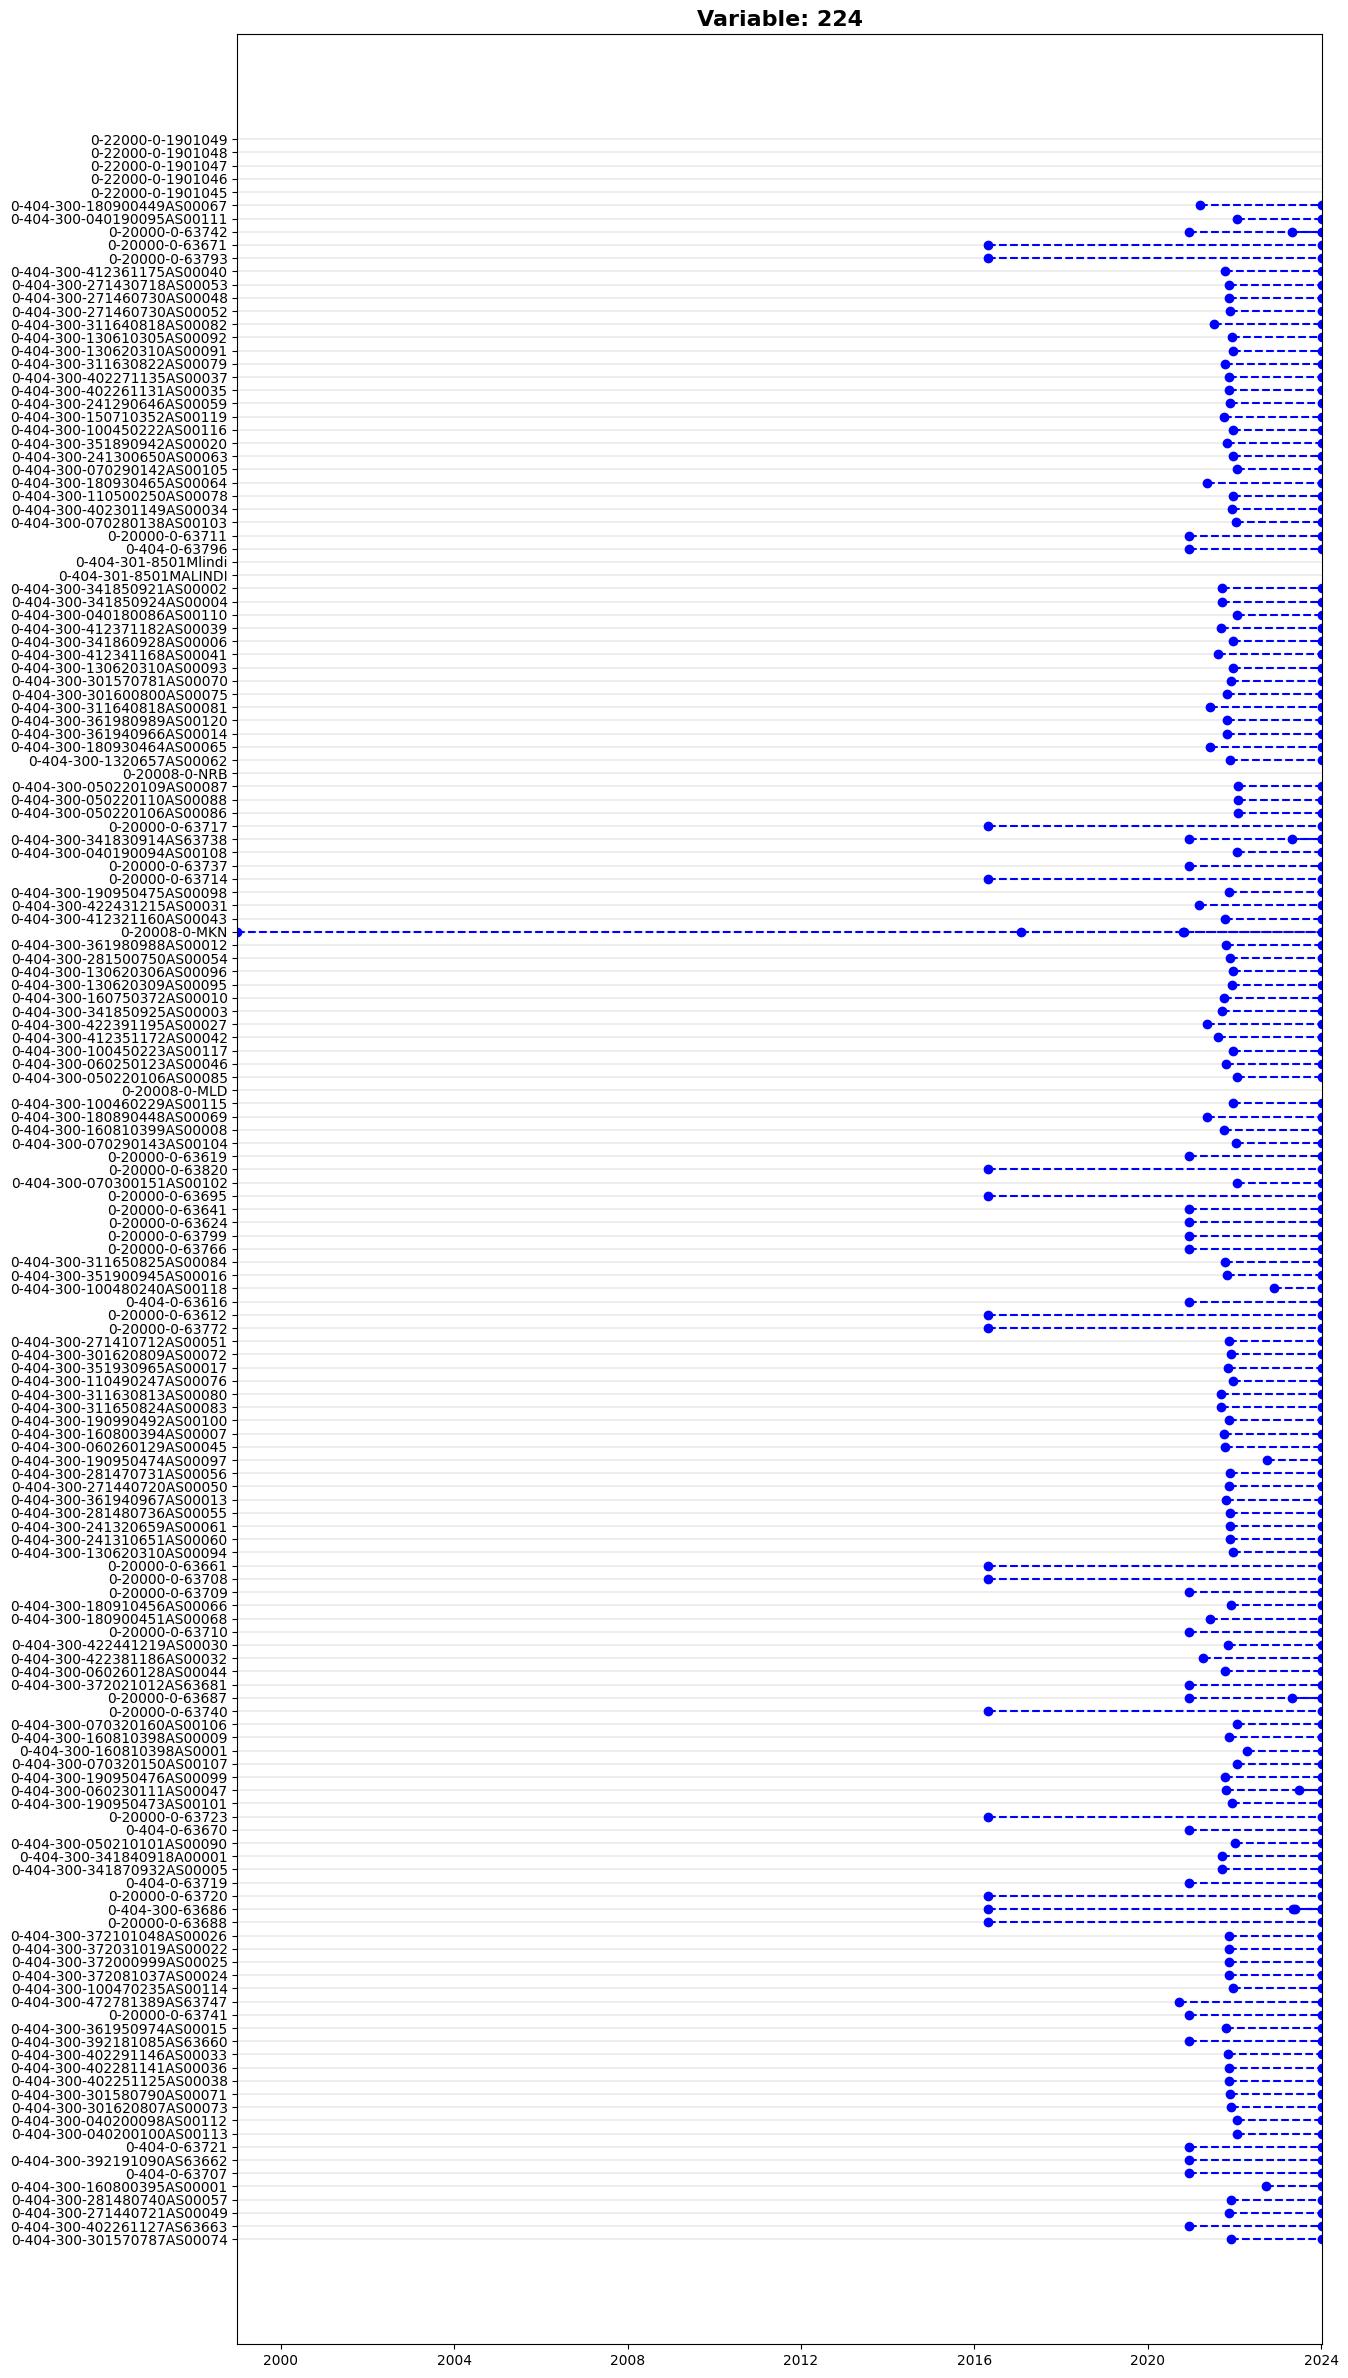 Variable: 224
0-22000-0-1901049
0-22000-0-1901048
0-22000-0-1901047
0-22000-0-1901046
0-22000-0-1901045
0-404-300-180900449AS00067
0-404-300-040190095AS00111
0-20000-0-63742
0-20000-0-63671
0-20000-0-63793
0-404-300-412361175AS00040
0-404-300-271430718AS00053
0-404-300-271460730AS00048
0-404-300-271460730AS00052
0-404-300-311640818AS00082
0-404-300-130610305AS00092
0-404-300-130620310AS00091
0-404-300-311630822AS00079
0-404-300-402271135AS00037
0-404-300-402261131AS00035
0-404-300-241290646AS00059
0-404-300-150710352AS00119
0-404-300-100450222AS00116
0-404-300-351890942AS00020
0-404-300-241300650AS00063
0-404-300-070290142AS00105
0-404-300-180930465AS00064
0-404-300-110500250AS00078
0-404-300-402301149AS00034
0-404-300-070280138AS00103
0-20000-0-63711
0-404-0-63796
0-404-301-8501Mlindi
0-404-301-8501MALINDI
0-404-300-341850921AS00002
0-404-300-341850924AS00004
0-404-300-040180086AS00110
0-404-300-412371182AS00039
0-404-300-341860928AS00006
0-404-300-412341168AS00041
0-404-300-130620310AS00093
0-404-300-301570781AS00070
0-404-300-301600800AS00075
0-404-300-311640818AS00081
0-404-300-361980989AS00120
0-404-300-361940966AS00014
0-404-300-180930464AS00065
0-404-300-1320657AS00062
0-20008-0-NRB
0-404-300-050220109AS00087
0-404-300-050220110AS00088
0-404-300-050220106AS00086
0-20000-0-63717
0-404-300-341830914AS63738
0-404-300-040190094AS00108
0-20000-0-63737
0-20000-0-63714
0-404-300-190950475AS00098
0-404-300-422431215AS00031
0-404-300-412321160AS00043
0-20008-0-MKN
0-404-300-361980988AS00012
0-404-300-281500750AS00054
0-404-300-130620306AS00096
0-404-300-130620309AS00095
0-404-300-160750372AS00010
0-404-300-341850925AS00003
0-404-300-422391195AS00027
0-404-300-412351172AS00042
0-404-300-100450223AS00117
0-404-300-060250123AS00046
0-404-300-050220106AS00085
0-20008-0-MLD
0-404-300-100460229AS00115
0-404-300-180890448AS00069
0-404-300-160810399AS00008
0-404-300-070290143AS00104
0-20000-0-63619
0-20000-0-63820
0-404-300-070300151AS00102
0-20000-0-63695
0-20000-0-63641
0-20000-0-63624
0-20000-0-63799
0-20000-0-63766
0-404-300-311650825AS00084
0-404-300-351900945AS00016
0-404-300-100480240AS00118
0-404-0-63616
0-20000-0-63612
0-20000-0-63772
0-404-300-271410712AS00051
0-404-300-301620809AS00072
0-404-300-351930965AS00017
0-404-300-110490247AS00076
0-404-300-311630813AS00080
0-404-300-311650824AS00083
0-404-300-190990492AS00100
0-404-300-160800394AS00007
0-404-300-060260129AS00045
0-404-300-190950474AS00097
0-404-300-281470731AS00056
0-404-300-271440720AS00050
0-404-300-361940967AS00013
0-404-300-281480736AS00055
0-404-300-241320659AS00061
0-404-300-241310651AS00060
0-404-300-130620310AS00094
0-20000-0-63661
0-20000-0-63708
0-20000-0-63709
0-404-300-180910456AS00066
0-404-300-180900451AS00068
0-20000-0-63710
0-404-300-422441219AS00030
0-404-300-422381186AS00032
0-404-300-060260128AS00044
0-404-300-372021012AS63681
0-20000-0-63687
0-20000-0-63740
0-404-300-070320160AS00106
0-404-300-160810398AS00009
0-404-300-160810398AS0001
0-404-300-070320150AS00107
0-404-300-190950476AS00099
0-404-300-060230111AS00047
0-404-300-190950473AS00101
0-20000-0-63723
0-404-0-63670
0-404-300-050210101AS00090
0-404-300-341840918A00001
0-404-300-341870932AS00005
0-404-0-63719
0-20000-0-63720
0-404-300-63686
0-20000-0-63688
0-404-300-372101048AS00026
0-404-300-372031019AS00022
0-404-300-372000999AS00025
0-404-300-372081037AS00024
0-404-300-100470235AS00114
0-404-300-472781389AS63747
0-20000-0-63741
0-404-300-361950974AS00015
0-404-300-392181085AS63660
0-404-300-402291146AS00033
0-404-300-402281141AS00036
0-404-300-402251125AS00038
0-404-300-301580790AS00071
0-404-300-301620807AS00073
0-404-300-040200098AS00112
0-404-300-040200100AS00113
0-404-0-63721
0-404-300-392191090AS63662
0-404-0-63707
0-404-300-160800395AS00001
0-404-300-281480740AS00057
0-404-300-271440721AS00049
0-404-300-402261127AS63663
0-404-300-301570787AS00074
2000 2004 2008 2012 2016 2020 2024